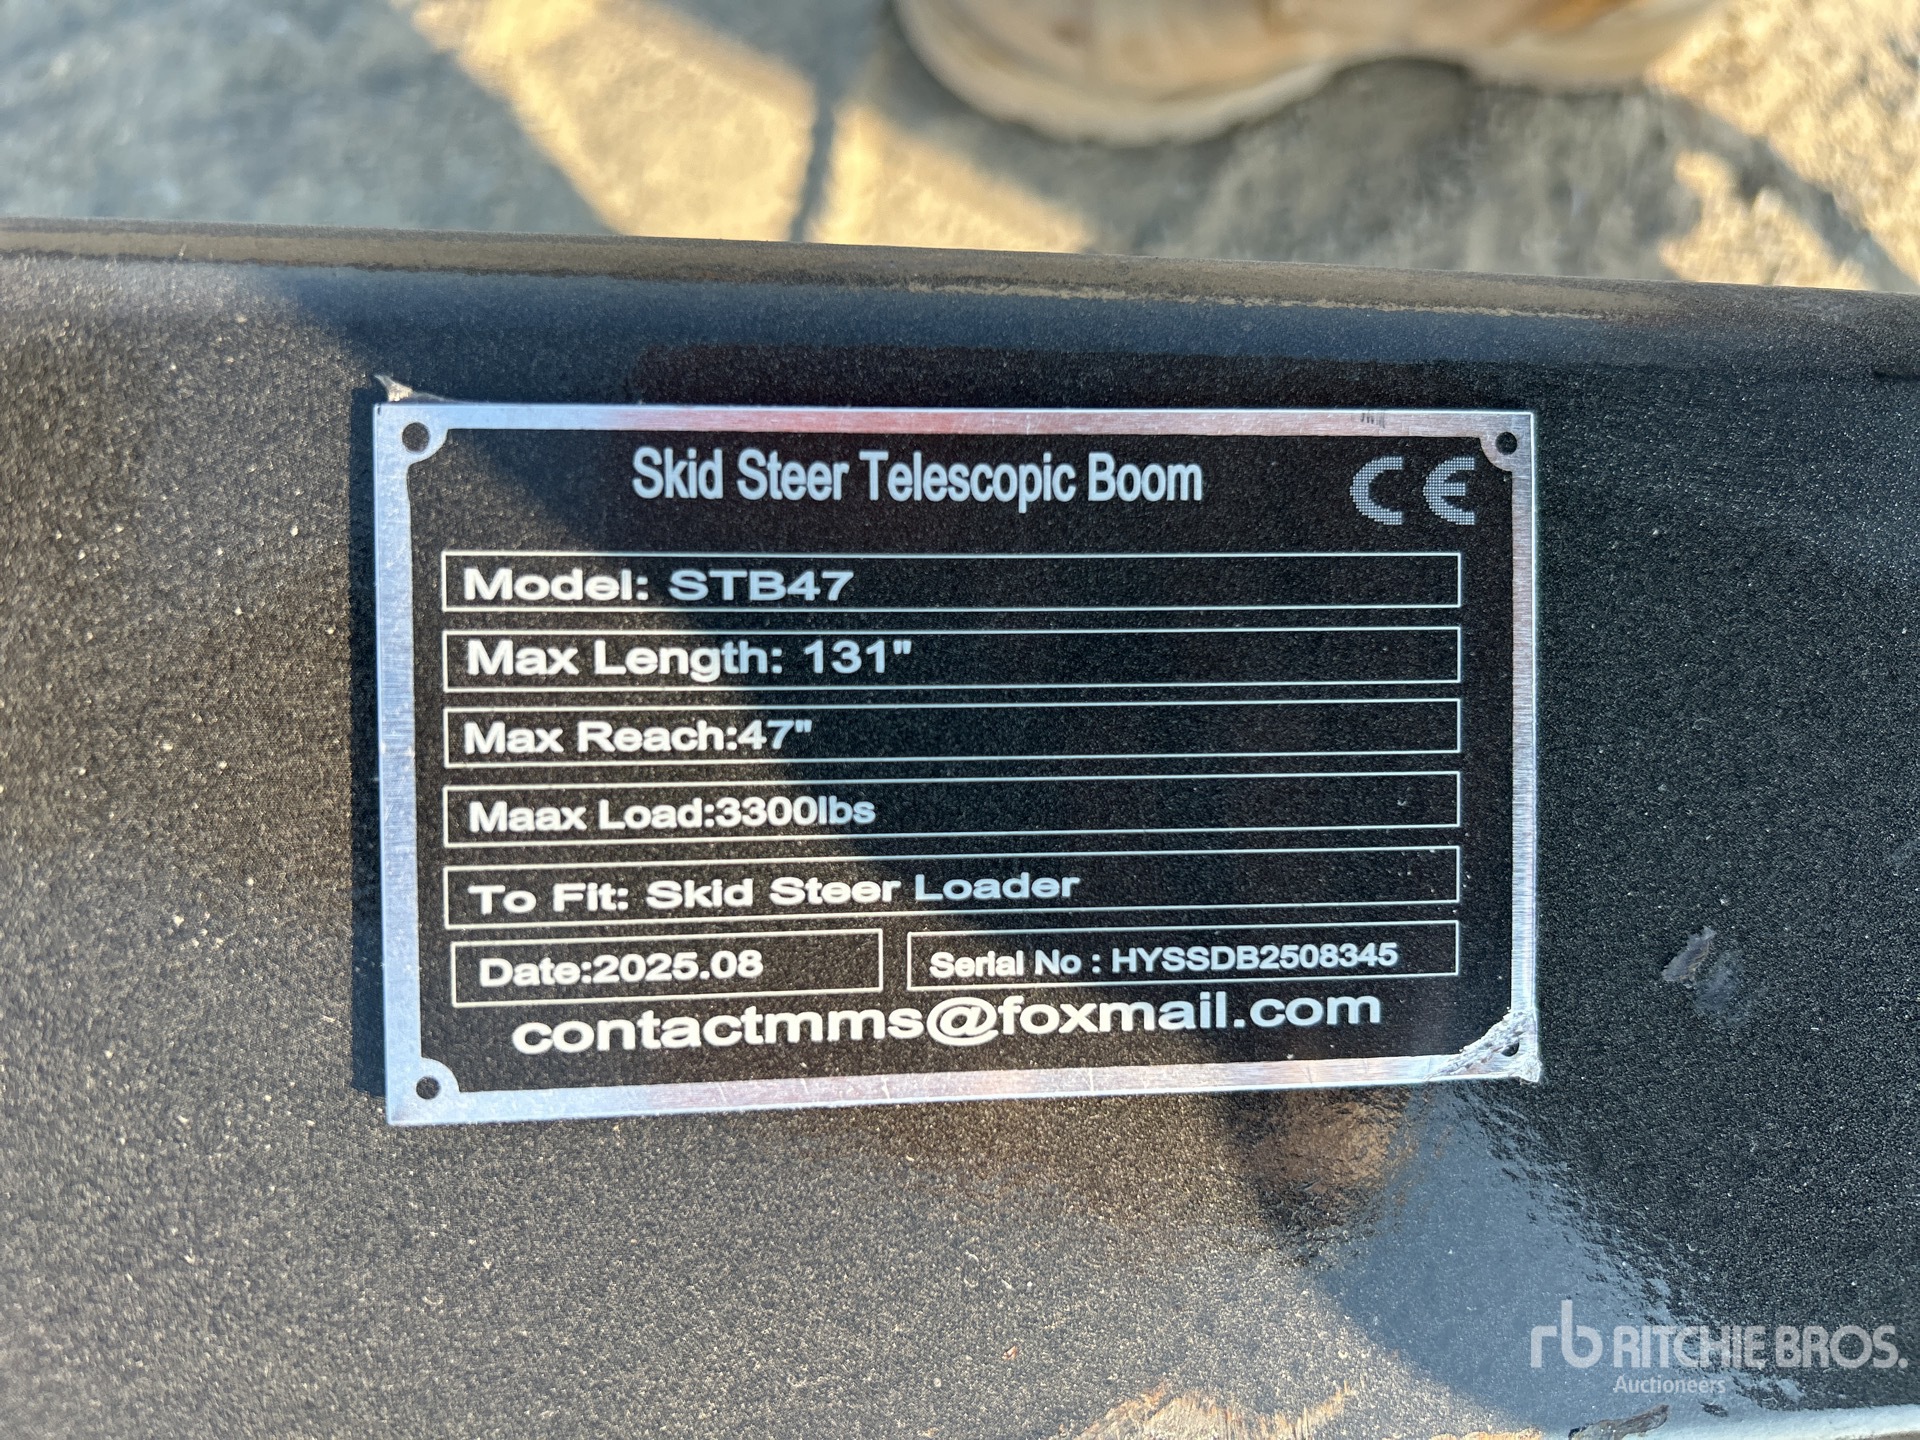 Skid Steer Telescopic Boom CE
Model: STB47
Max Length: 131"
Max Reach:47"
Maax Load:3300lbs
To Fit: Skid Steer Loader
Date:2025.08 Serial No : HYSSDB2508345
contactmms@foxmail.com
rb RITCHIE BROS.
Auctioneers